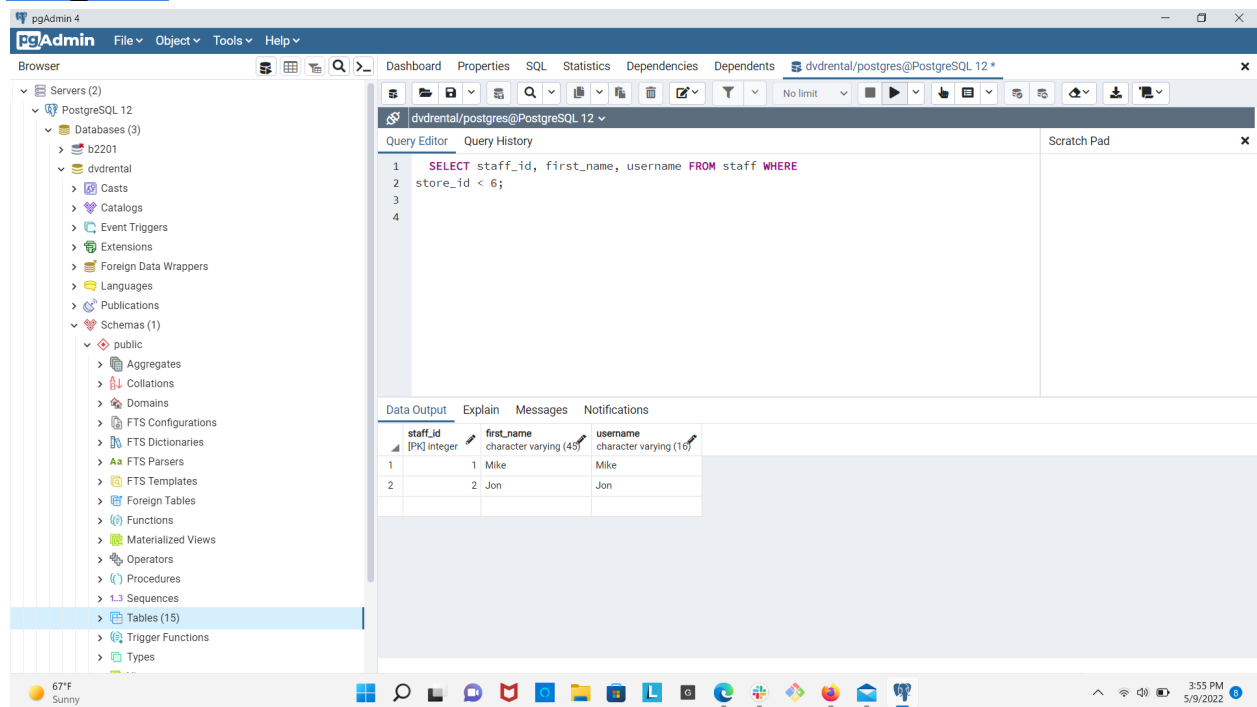 pgAdmin 4
pgAdmin File Object Tools Help
Browser
Dashboard Properties SQL Statistics Dependencies Dependents dvdrental/postgres@PostgreSQL 12 *
No limit
dvdrental/postgres@PostgreSQL 12
Query Editor Query History
Scratch Pad
1 SELECT staff_id, first_name, username FROM staff WHERE
2 store_id < 6;
3
4
Servers (2)
PostgreSQL 12
Databases (3)
b2201
dvdrental
Casts
Catalogs
Event Triggers
Extensions
Foreign Data Wrappers
Languages
Publications
Schemas (1)
public
Aggregates
Collations
Domains
FTS Configurations
FTS Dictionaries
Aa FTS Parsers
FTS Templates
Foreign Tables
Functions
Materialized Views
Operators
Procedures
1..3 Sequences
Tables (15)
Trigger Functions
Types
Data Output Explain Messages Notifications
staff_id first_name username
[PK] integer character varying (45) character varying (16)
1 1 Mike Mike
2 2 Jon Jon
67°F
Sunny
L
G
3:55 PM
5/9/2022
8